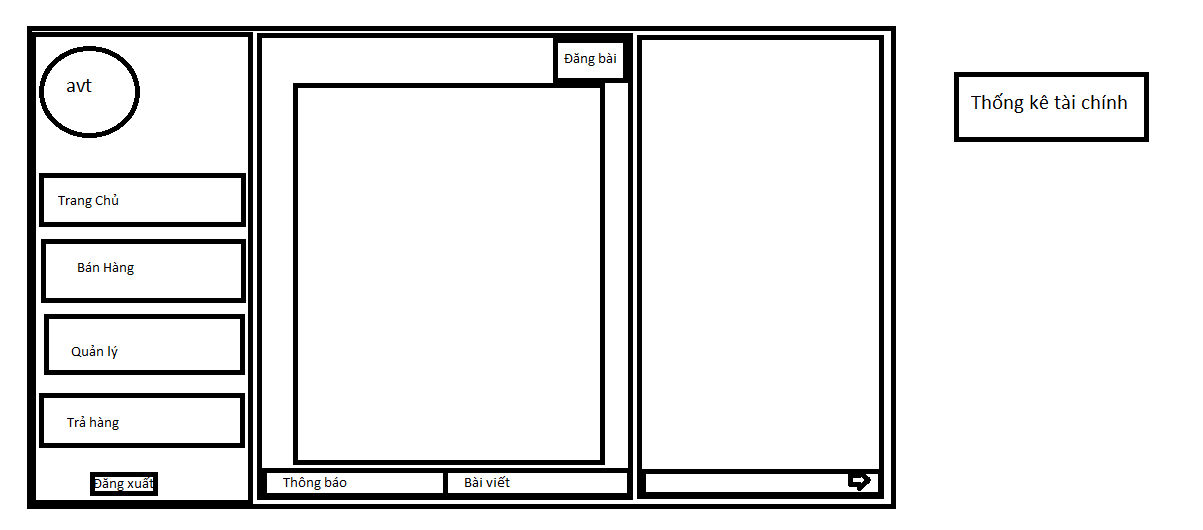 avt
Trang Chủ
Bán Hàng
Quản lý
Trả hàng
Đăng xuất
Đăng bài
Thông báo
Bài viết
Thống kê tài chính